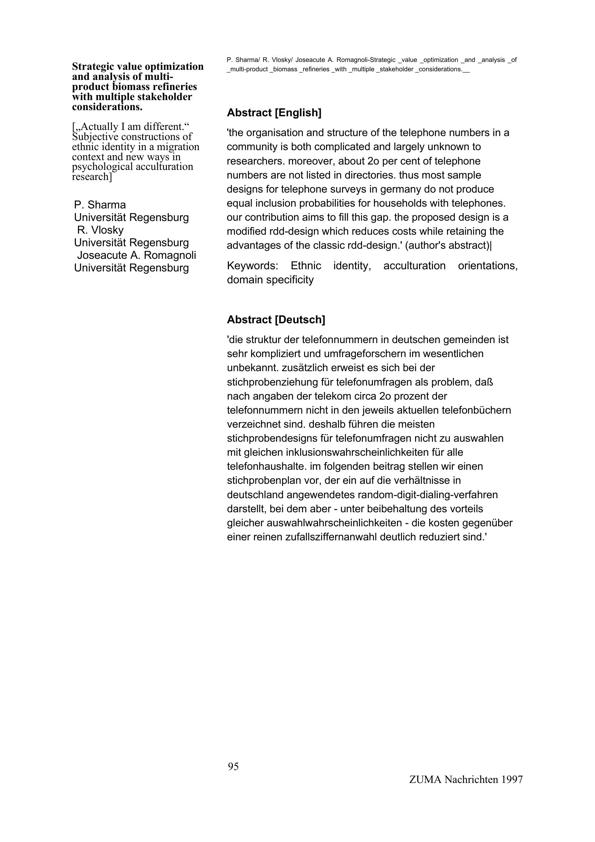 Strategic value optimization
and analysis of multi-
product biomass refineries
with multiple stakeholder
considerations.
[„Actually I am different.“
Subjective constructions of
ethnic identity in a migration
context and new ways in
psychological acculturation
research]
P. Sharma
Universität Regensburg
R. Vlosky
Universität Regensburg
Joseacute A. Romagnoli
Universität Regensburg
P. Sharma/ R. Vlosky/ Joseacute A. Romagnoli-Strategic _value _optimization _and _analysis _of
_multi-product _biomass _refineries _with _multiple _stakeholder _considerations.__
Abstract [English]
'the organisation and structure of the telephone numbers in a
community is both complicated and largely unknown to
researchers. moreover, about 2o per cent of telephone
numbers are not listed in directories. thus most sample
designs for telephone surveys in germany do not produce
equal inclusion probabilities for households with telephones.
our contribution aims to fill this gap. the proposed design is a
modified rdd-design which reduces costs while retaining the
advantages of the classic rdd-design.' (author's abstract)|
Keywords: Ethnic identity, acculturation orientations,
domain specificity
Abstract [Deutsch]
'die struktur der telefonnummern in deutschen gemeinden ist
sehr kompliziert und umfrageforschern im wesentlichen
unbekannt. zusätzlich erweist es sich bei der
stichprobenziehung für telefonumfragen als problem, daß
nach angaben der telekom circa 2o prozent der
telefonnummern nicht in den jeweils aktuellen telefonbüchern
verzeichnet sind. deshalb führen die meisten
stichprobendesigns für telefonumfragen nicht zu auswahlen
mit gleichen inklusionswahrscheinlichkeiten für alle
telefonhaushalte. im folgenden beitrag stellen wir einen
stichprobenplan vor, der ein auf die verhältnisse in
deutschland angewendetes random-digit-dialing-verfahren
darstellt, bei dem aber - unter beibehaltung des vorteils
gleicher auswahlwahrscheinlichkeiten - die kosten gegenüber
einer reinen zufallsziffernanwahl deutlich reduziert sind.'
95
ZUMA Nachrichten 1997